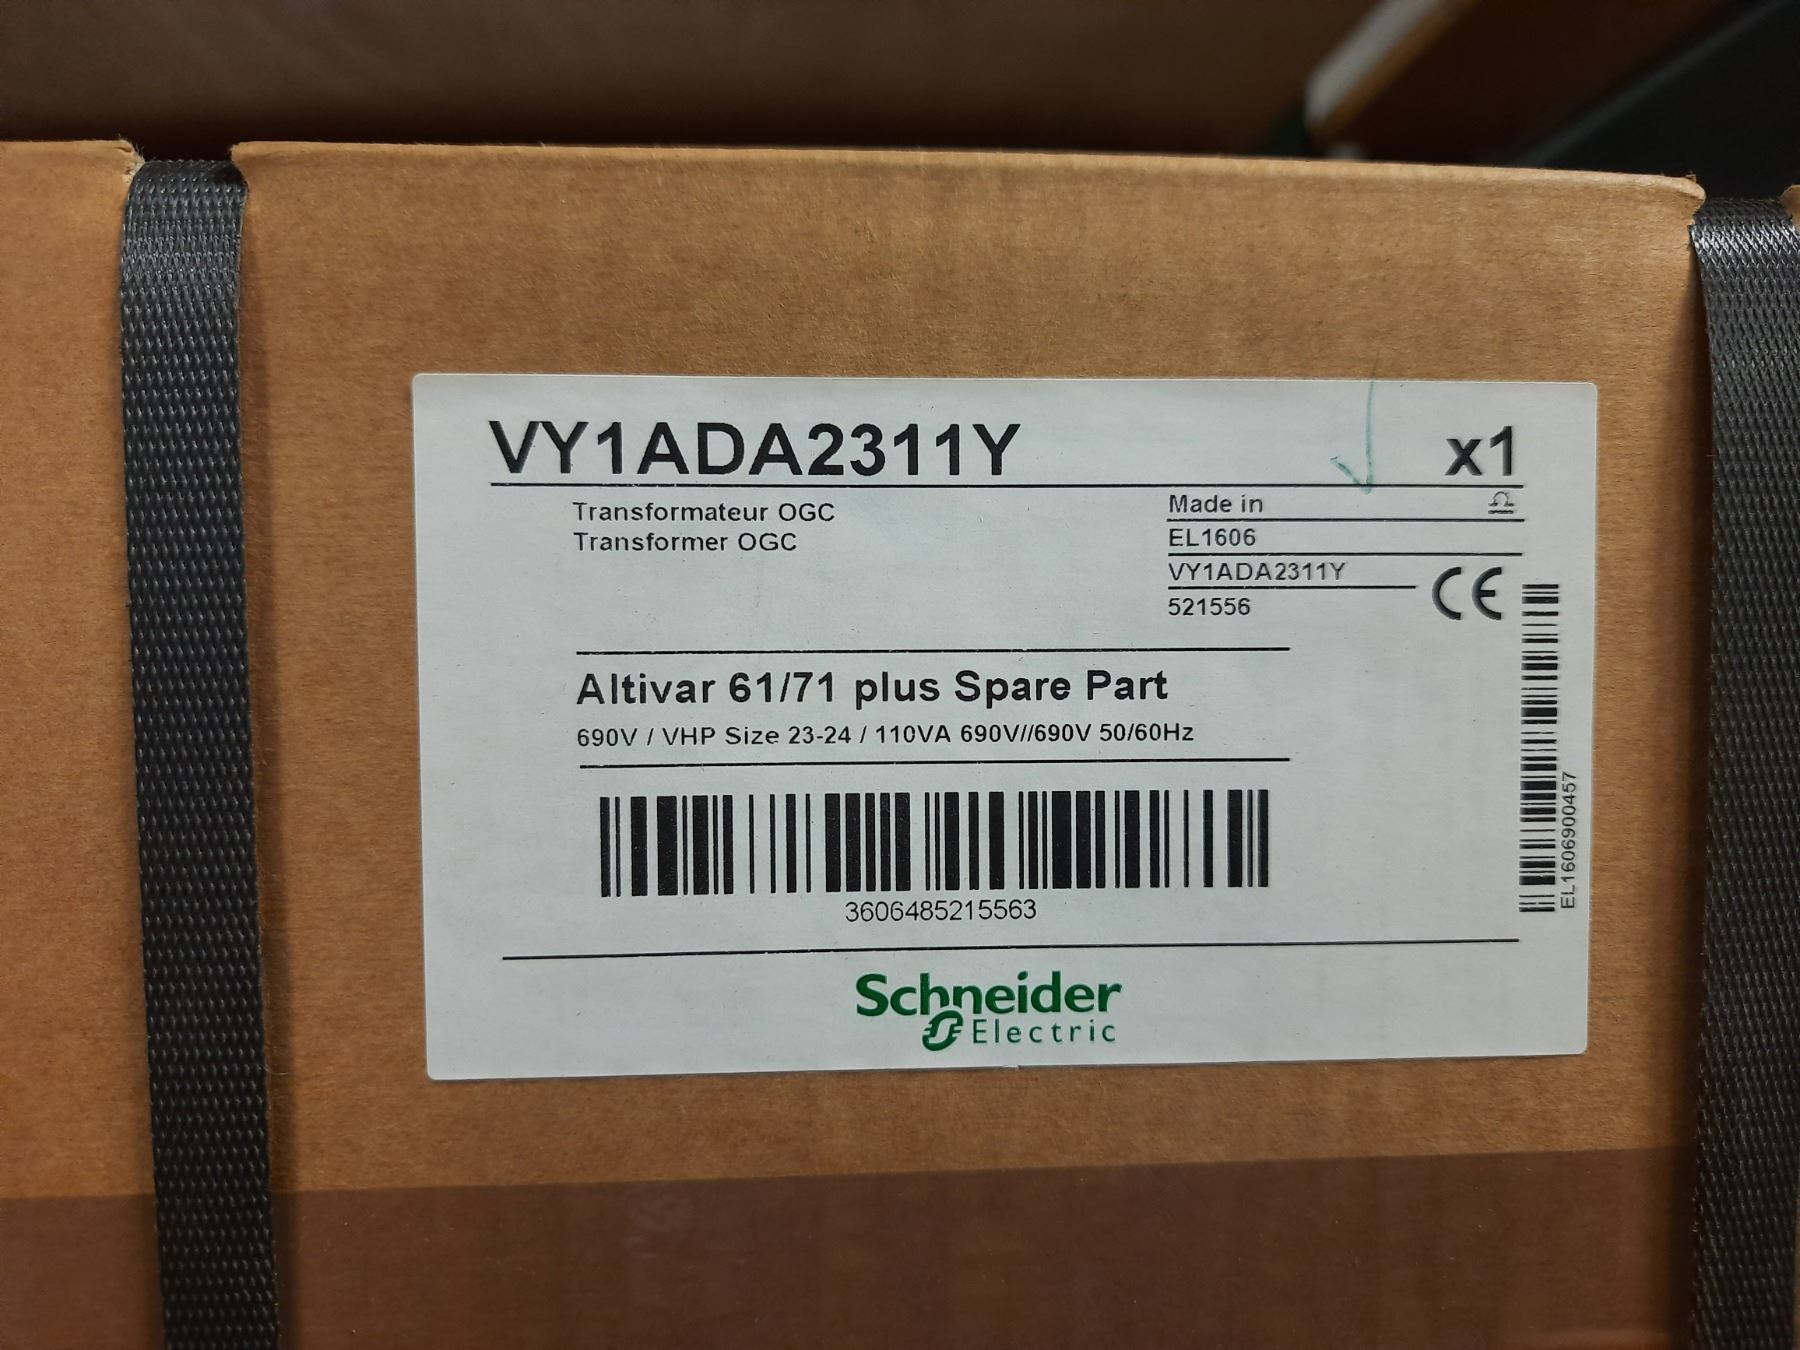 VY1ADA2311Y
x1
Transformateur OGC
Transformer OGC
Made in
EL1606
VY1ADA2311Y
521556
CE
Altivar 61/71 plus Spare Part
690V / VHP Size 23-24 / 110VA 690V//690V 50/60Hz
3606485215563
EL1606900457
Schneider
Electric